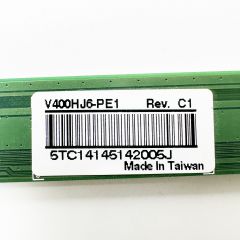 V400HJ6-PE1 Rev. C1
5TC14145142005J
Made In Taiwan